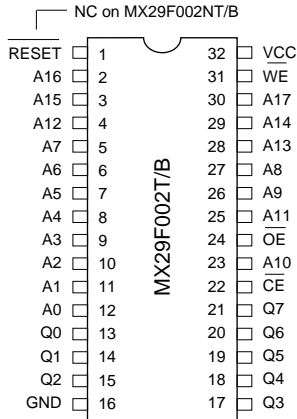 NC on MX29F002NT/B
RESET 1 32 VCC
A16 2 31 WE
A15 3 30 A17
A12 4 29 A14
A7 5 28 A13
A6 6 27 A8
A5 7 26 A9
A4 8 25 A11
A3 9 24 OE
A2 10 23 A10
A1 11 22 CE
A0 12 21 Q7
Q0 13 20 Q6
Q1 14 19 Q5
Q2 15 18 Q4
GND 16 17 Q3
MX29F002T/B